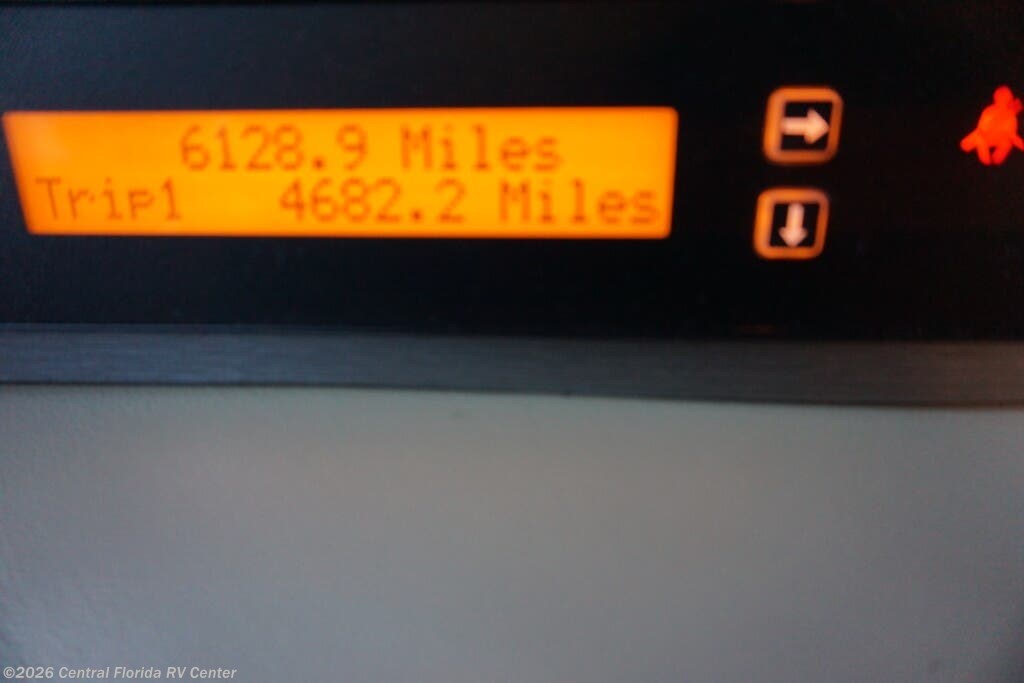 6128.9 Miles
Trip1 4682.2 Miles
©2026 Central Florida RV Center